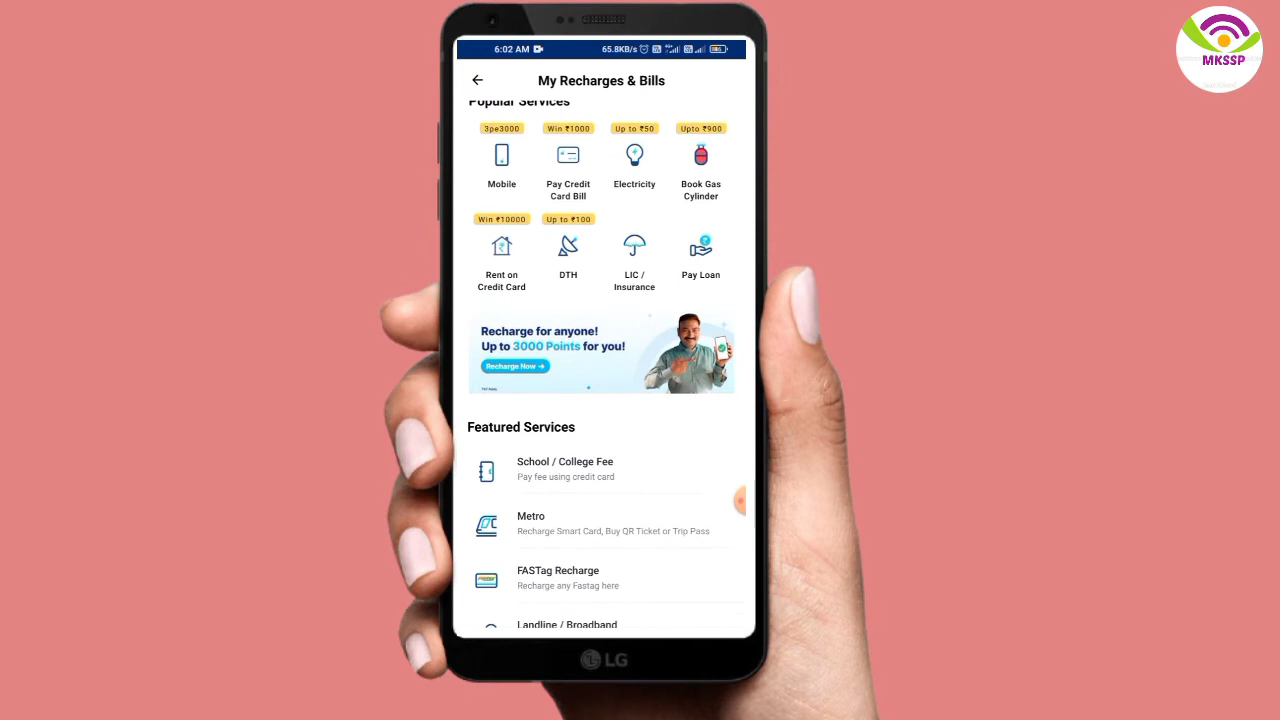 6:02 AM
65.8KB/s
MKSSP
My Recharges & Bills
Popular Services
3pe3000
Win ₹1000
Up to ₹50
Upto ₹900
Mobile
Pay Credit
Card Bill
Electricity
Book Gas
Cylinder
Win ₹10000
Up to ₹100
Rent on
Credit Card
DTH
LIC /
Insurance
Pay Loan
Recharge for anyone!
Up to 3000 Points for you!
Recharge Now →
Featured Services
School / College Fee
Pay fee using credit card
Metro
Recharge Smart Card, Buy QR Ticket or Trip Pass
FASTag Recharge
Recharge any Fastag here
Landline / Broadband
LG